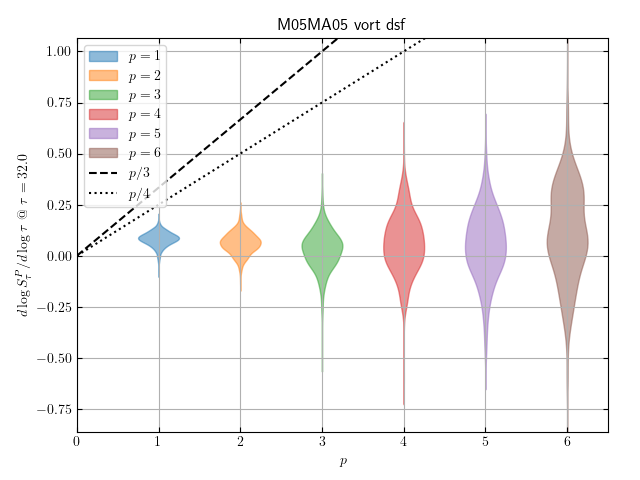 M05MA05 vort dsf
d log S_τ^P / d log τ @ τ = 32.0
1.00
0.75
0.50
0.25
0.00
−0.25
−0.50
−0.75
p = 1
p = 2
p = 3
p = 4
p = 5
p = 6
p/3
p/4
0 1 2 3 4 5 6
p